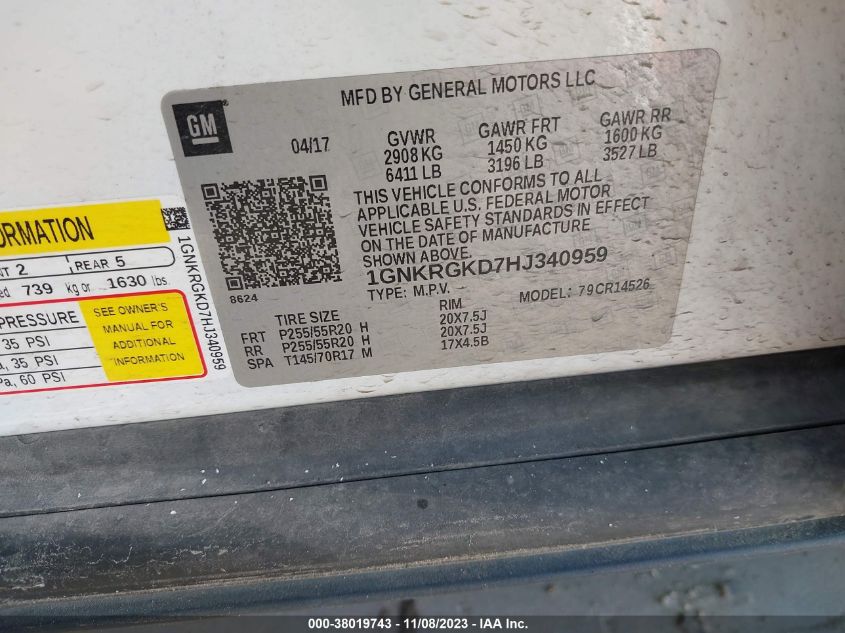 MFD BY GENERAL MOTORS LLC
GM
04/17
GVWR GAWR FRT GAWR RR
2908 KG 1450 KG 1600 KG
6411 LB 3196 LB 3527 LB
THIS VEHICLE CONFORMS TO ALL
APPLICABLE U.S. FEDERAL MOTOR
VEHICLE SAFETY STANDARDS IN EFFECT
ON THE DATE OF MANUFACTURE
SHOWN ABOVE.
1GNKRGKD7HJ340959
8624
TYPE: M.P.V. MODEL: 79CR14526
TIRE SIZE RIM
FRT P255/55R20 H 20X7.5J
RR P255/55R20 H 20X7.5J
SPA T145/70R17 M 17X4.5B
2 REAR 5
739 kg or 1630 lbs.
PRESSURE
35 PSI
35 PSI
60 PSI
SEE OWNER'S
MANUAL FOR
ADDITIONAL
INFORMATION
1GNKRGKD7HJ340959
000-38019743 - 11/08/2023 - IAA Inc.